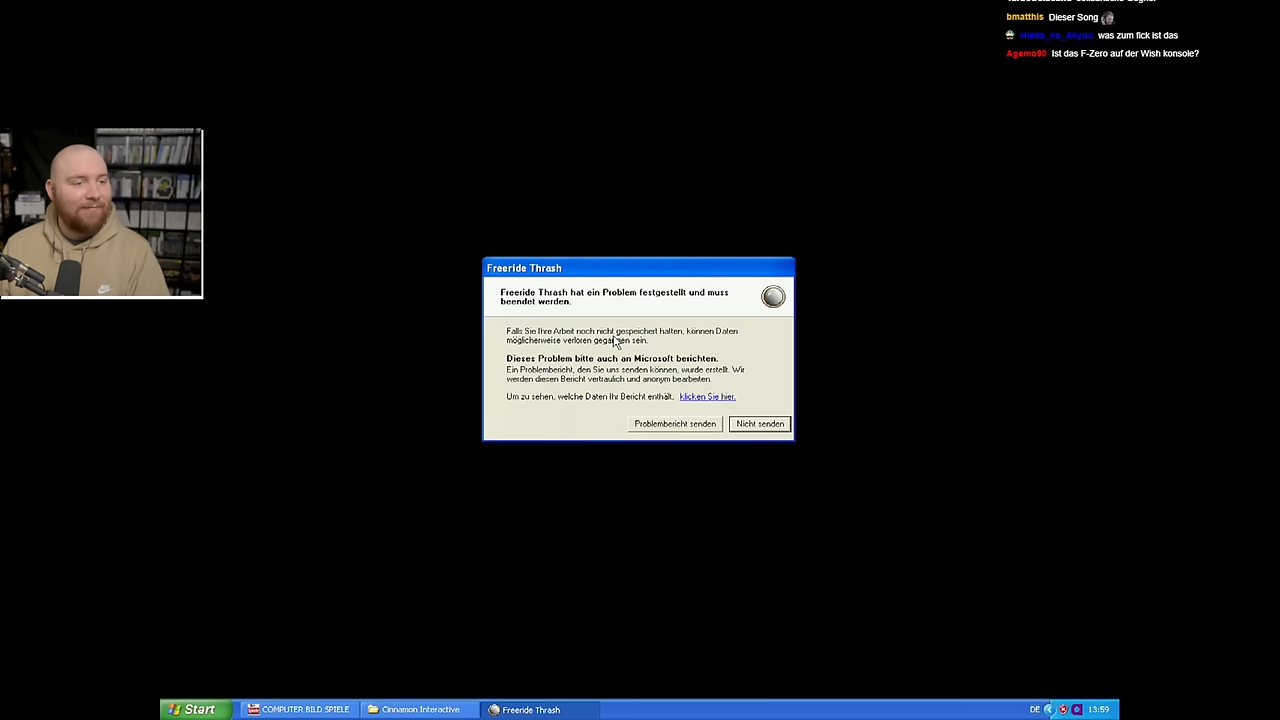 bmatthis Dieser Song
was zum fick ist das
Agemo90 Ist das F-Zero auf der Wish konsole?
Freeride Thrash
Freeride Thrash hat ein Problem festgestellt und muss
beendet werden.
Falls Sie Ihre Arbeit noch nicht gespeichert hatten, können Daten
möglicherweise verloren gegangen sein.
Dieses Problem bitte auch an Microsoft berichten.
Ein Problembericht, den Sie uns senden können, wurde erstellt. Wir
werden diesen Bericht vertraulich und anonym bearbeiten.
Um zu sehen, welche Daten Ihr Bericht enthält, klicken Sie hier.
Problembericht senden
Nicht senden
Start
COMPUTER BILD SPIELE
Cinnamon Interactive
Freeride Thrash
DE
13:59